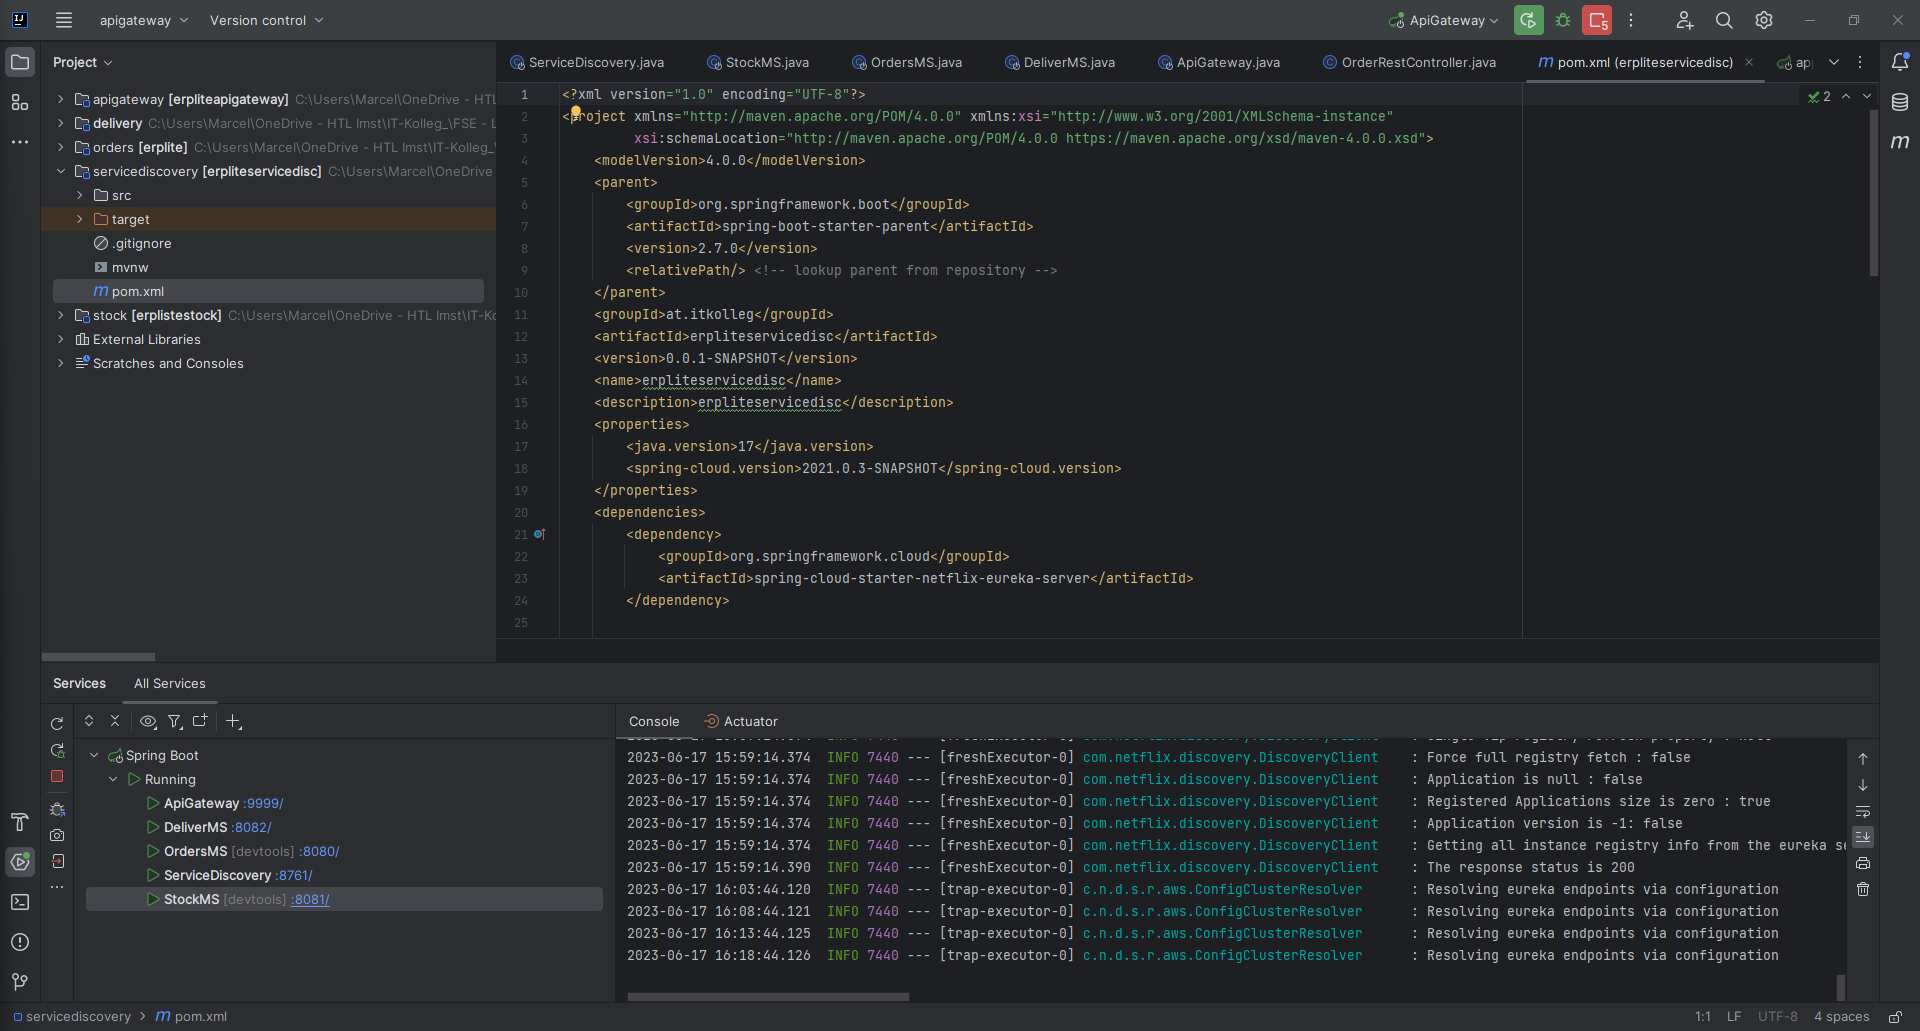 apigateway Version control ApiGateway 5
Project
apigateway [erpliteapigateway] C:\Users\Marcel\OneDrive - HTL
delivery C:\Users\Marcel\OneDrive - HTL Imst\IT-Kolleg_\FSE - L
orders [erplite] C:\Users\Marcel\OneDrive - HTL Imst\IT-Kolleg_\
servicediscovery [erpliteservicedisc] C:\Users\Marcel\OneDrive
src
target
.gitignore
mvnw
pom.xml
stock [erplistestock] C:\Users\Marcel\OneDrive - HTL Imst\IT-Ko
External Libraries
Scratches and Consoles
ServiceDiscovery.java StockMS.java OrdersMS.java DeliverMS.java ApiGateway.java OrderRestController.java pom.xml (erpliteservicedisc) ap
2
1 <?xml version="1.0" encoding="UTF-8"?>
2 <project xmlns="http://maven.apache.org/POM/4.0.0" xmlns:xsi="http://www.w3.org/2001/XMLSchema-instance"
3 xsi:schemaLocation="http://maven.apache.org/POM/4.0.0 https://maven.apache.org/xsd/maven-4.0.0.xsd">
4 <modelVersion>4.0.0</modelVersion>
5 <parent>
6 <groupId>org.springframework.boot</groupId>
7 <artifactId>spring-boot-starter-parent</artifactId>
8 <version>2.7.0</version>
9 <relativePath/> <!-- lookup parent from repository -->
10 </parent>
11 <groupId>at.itkolleg</groupId>
12 <artifactId>erpliteservicedisc</artifactId>
13 <version>0.0.1-SNAPSHOT</version>
14 <name>erpliteservicedisc</name>
15 <description>erpliteservicedisc</description>
16 <properties>
17 <java.version>17</java.version>
18 <spring-cloud.version>2021.0.3-SNAPSHOT</spring-cloud.version>
19 </properties>
20 <dependencies>
21 <dependency>
22 <groupId>org.springframework.cloud</groupId>
23 <artifactId>spring-cloud-starter-netflix-eureka-server</artifactId>
24 </dependency>
25
Services All Services
Spring Boot
Running
ApiGateway :9999/
DeliverMS :8082/
OrdersMS [devtools] :8080/
ServiceDiscovery :8761/
StockMS [devtools] :8081/
Console Actuator
2023-06-17 15:59:14.374 INFO 7440 --- [freshExecutor-0] com.netflix.discovery.DiscoveryClient : Force full registry fetch : false
2023-06-17 15:59:14.374 INFO 7440 --- [freshExecutor-0] com.netflix.discovery.DiscoveryClient : Application is null : false
2023-06-17 15:59:14.374 INFO 7440 --- [freshExecutor-0] com.netflix.discovery.DiscoveryClient : Registered Applications size is zero : true
2023-06-17 15:59:14.374 INFO 7440 --- [freshExecutor-0] com.netflix.discovery.DiscoveryClient : Application version is -1: false
2023-06-17 15:59:14.374 INFO 7440 --- [freshExecutor-0] com.netflix.discovery.DiscoveryClient : Getting all instance registry info from the eureka se
2023-06-17 15:59:14.390 INFO 7440 --- [freshExecutor-0] com.netflix.discovery.DiscoveryClient : The response status is 200
2023-06-17 16:03:44.120 INFO 7440 --- [trap-executor-0] c.n.d.s.r.aws.ConfigClusterResolver : Resolving eureka endpoints via configuration
2023-06-17 16:08:44.121 INFO 7440 --- [trap-executor-0] c.n.d.s.r.aws.ConfigClusterResolver : Resolving eureka endpoints via configuration
2023-06-17 16:13:44.125 INFO 7440 --- [trap-executor-0] c.n.d.s.r.aws.ConfigClusterResolver : Resolving eureka endpoints via configuration
2023-06-17 16:18:44.126 INFO 7440 --- [trap-executor-0] c.n.d.s.r.aws.ConfigClusterResolver : Resolving eureka endpoints via configuration
servicediscovery > pom.xml 1:1 LF UTF-8 4 spaces